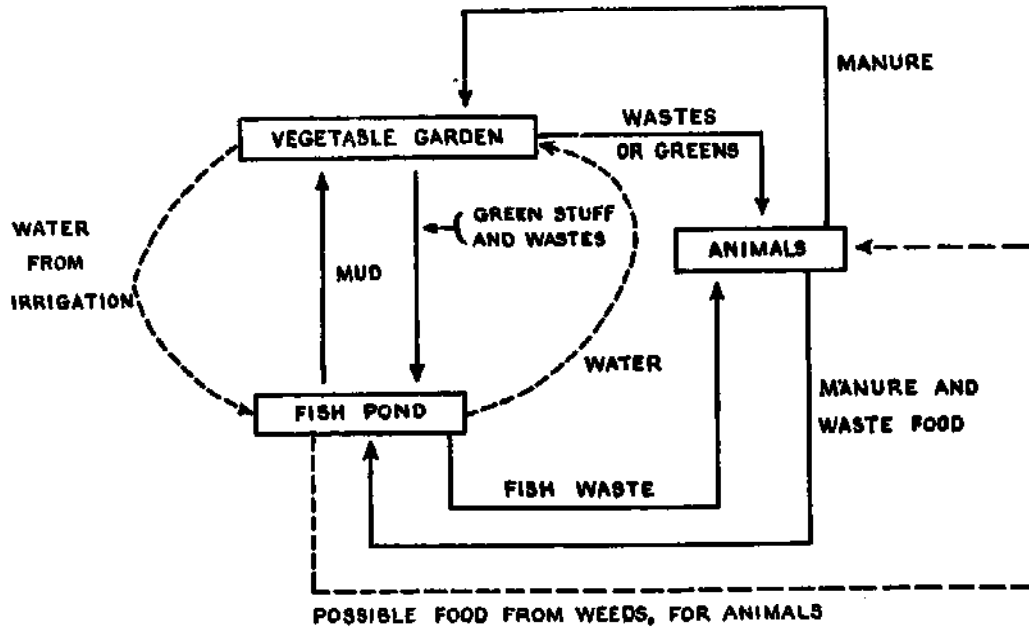 MANURE
WASTES
OR GREENS
VEGETABLE GARDEN
GREEN STUFF
AND WASTES
WATER
FROM
IRRIGATION
MUD
ANIMALS
WATER
MANURE AND
WASTE FOOD
FISH POND
FISH WASTE
POSSIBLE FOOD FROM WEEDS, FOR ANIMALS